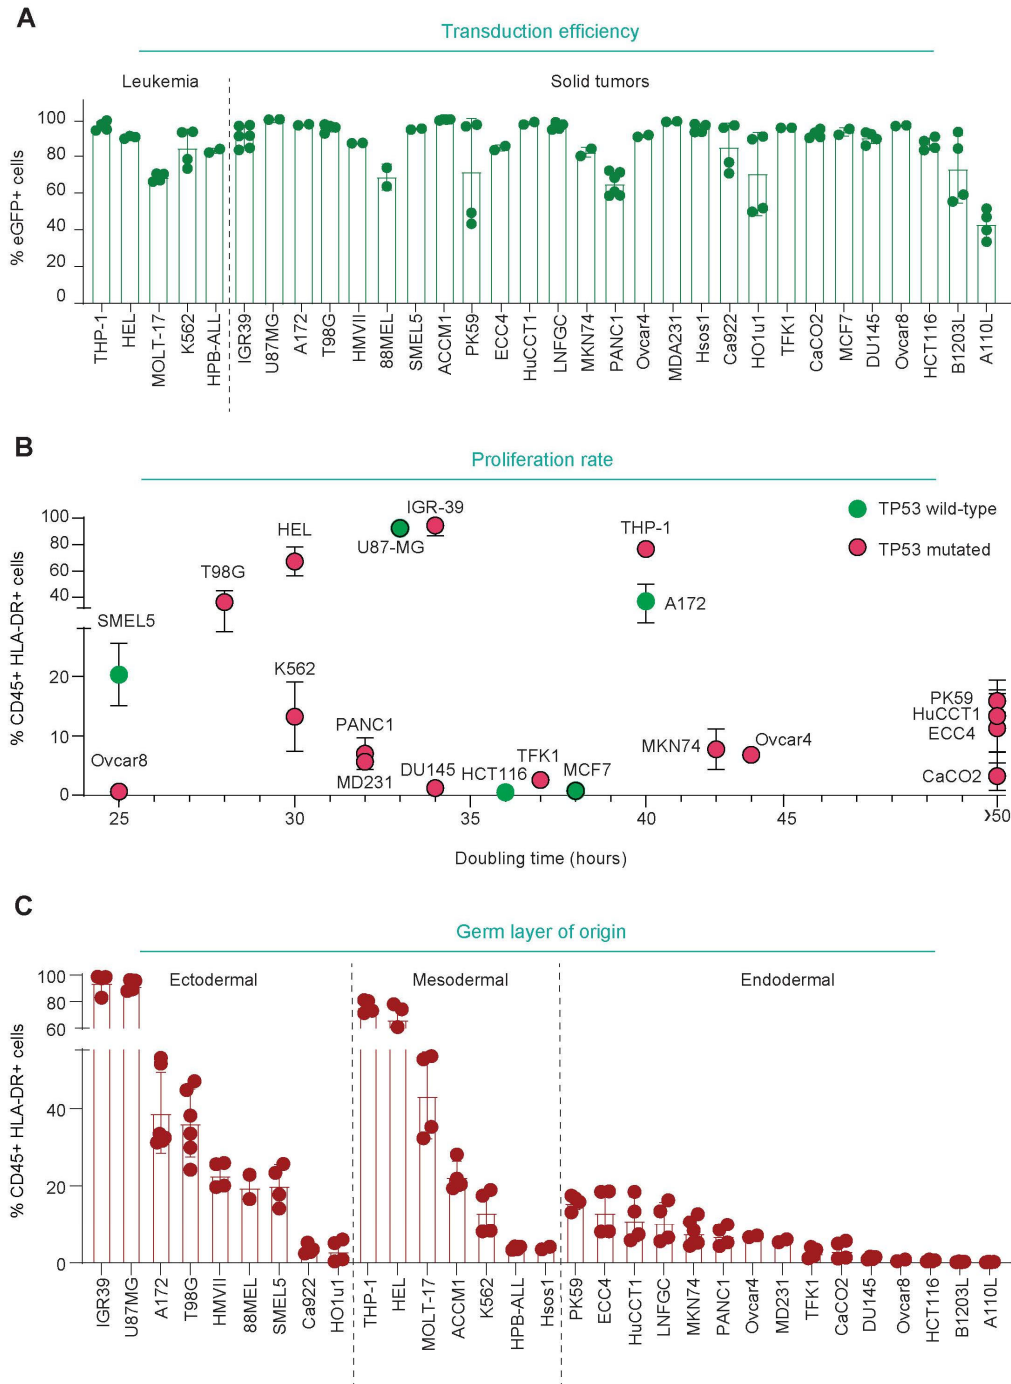 A
Transduction efficiency
Leukemia
Solid tumors
% eGFP+ cells
100
80
60
40
20
0
THP-1
HEL
MOLT-17
K562
HPB-ALL
IGR39
U87MG
A172
T98G
HMVII
88MEL
SMEL5
ACCM1
PK59
ECC4
HuCCT1
LNFGC
MKN74
PANC1
Ovcar4
MDA231
Hsos1
Ca922
HO1u1
TFK1
CaCO2
MCF7
DU145
Ovcar8
HCT116
B1203L
A110L
B
Proliferation rate
TP53 wild-type
TP53 mutated
% CD45+ HLA-DR+ cells
100
80
60
40
20
10
0
SMEL5
Ovcar8
T98G
HEL
K562
PANC1
MD231
U87-MG
IGR-39
DU145
HCT116
TFK1
MCF7
THP-1
A172
MKN74
Ovcar4
PK59
HuCCT1
ECC4
CaCO2
25
30
35
40
45
>50
Doubling time (hours)
C
Germ layer of origin
Ectodermal
Mesodermal
Endodermal
% CD45+ HLA-DR+ cells
100
80
60
40
20
0
IGR39
U87MG
A172
T98G
HMVII
88MEL
SMEL5
Ca922
HO1u1
THP-1
HEL
MOLT-17
ACCM1
K562
HPB-ALL
Hsos1
PK59
ECC4
HuCCT1
LNFGC
MKN74
PANC1
Ovcar4
MD231
TFK1
CaCO2
DU145
Ovcar8
HCT116
B1203L
A110L